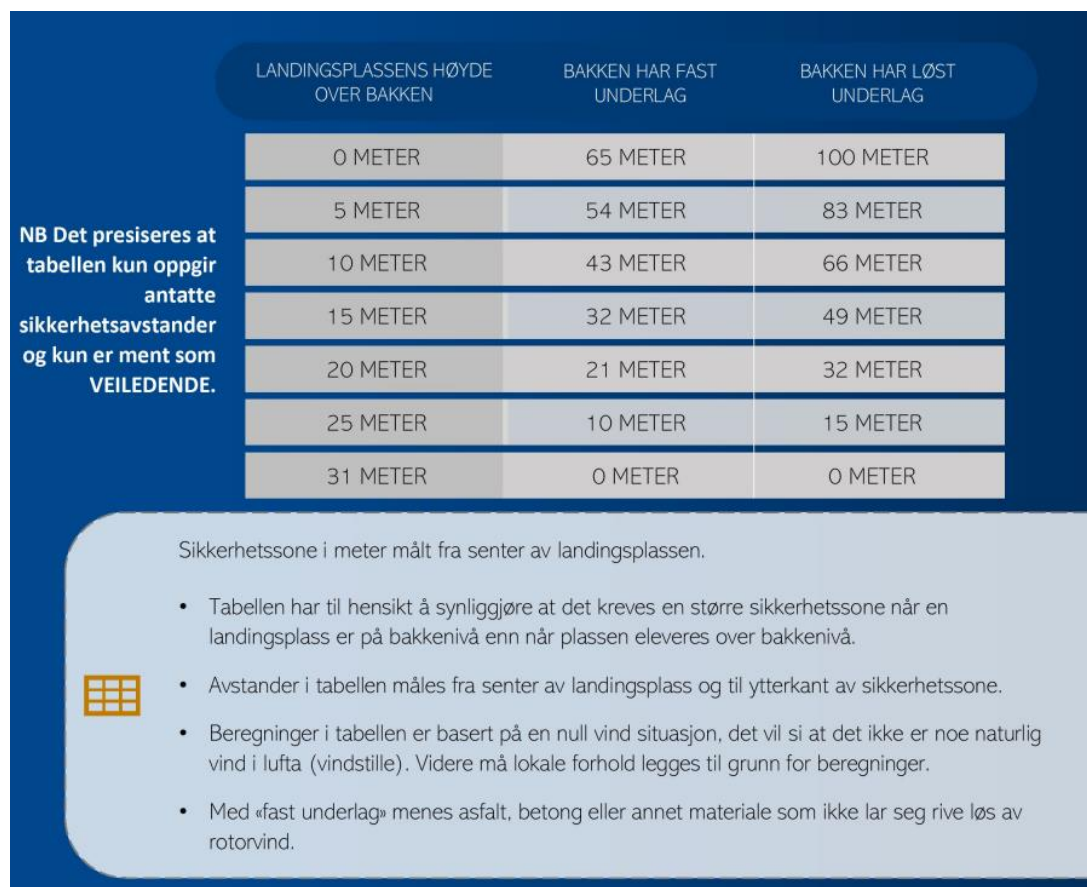 LANDINGSPLASSENS HØYDE
OVER BAKKEN
BAKKEN HAR FAST
UNDERLAG
BAKKEN HAR LØST
UNDERLAG
0 METER 65 METER 100 METER
5 METER 54 METER 83 METER
10 METER 43 METER 66 METER
15 METER 32 METER 49 METER
20 METER 21 METER 32 METER
25 METER 10 METER 15 METER
31 METER 0 METER 0 METER
NB Det presiseres at
tabellen kun oppgir
antatte
sikkerhetsavstander
og kun er ment som
VEILEDENDE.
Sikkerhetssone i meter målt fra senter av landingsplassen.
• Tabellen har til hensikt å synliggjøre at det kreves en større sikkerhetssone når en
landingsplass er på bakkenivå enn når plassen eleveres over bakkenivå.
• Avstander i tabellen måles fra senter av landingsplass og til ytterkant av sikkerhetssone.
• Beregninger i tabellen er basert på en null vind situasjon, det vil si at det ikke er noe naturlig
vind i lufta (vindstille). Videre må lokale forhold legges til grunn for beregninger.
• Med «fast underlag» menes asfalt, betong eller annet materiale som ikke lar seg rive løs av
rotorvind.